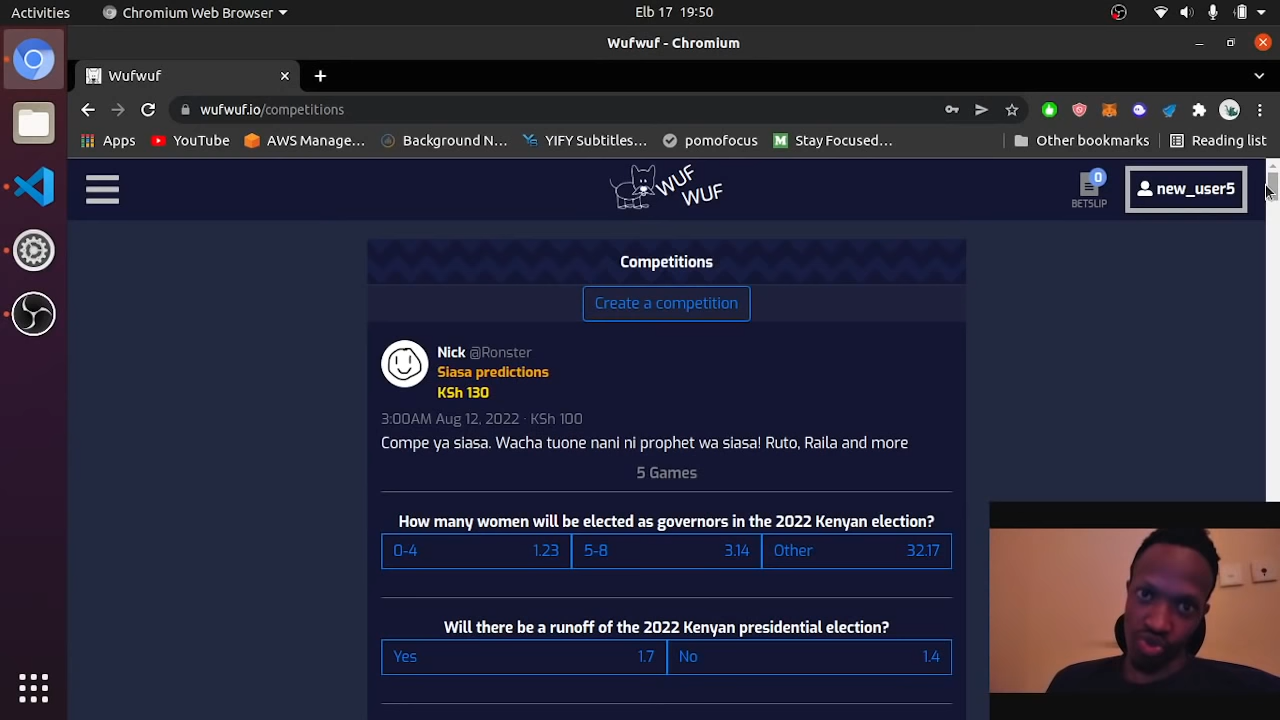 Activities
Chromium Web Browser
Elb 17 19:50
Wufwuf - Chromium
Wufwuf
wufwuf.io/competitions
Apps
YouTube
AWS Manage...
Background N...
YIFY Subtitles...
pomofocus
Stay Focused...
Other bookmarks
Reading list
WUF
WUF
0
BETSLIP
new_user5
Competitions
Create a competition
Nick @Ronster
Siasa predictions
KSh 130
3:00AM Aug 12, 2022 · KSh 100
Compe ya siasa. Wacha tuone nani ni prophet wa siasa! Ruto, Raila and more
5 Games
How many women will be elected as governors in the 2022 Kenyan election?
0-4 1.23 5-8 3.14 Other 32.17
Will there be a runoff of the 2022 Kenyan presidential election?
Yes 1.7 No 1.4